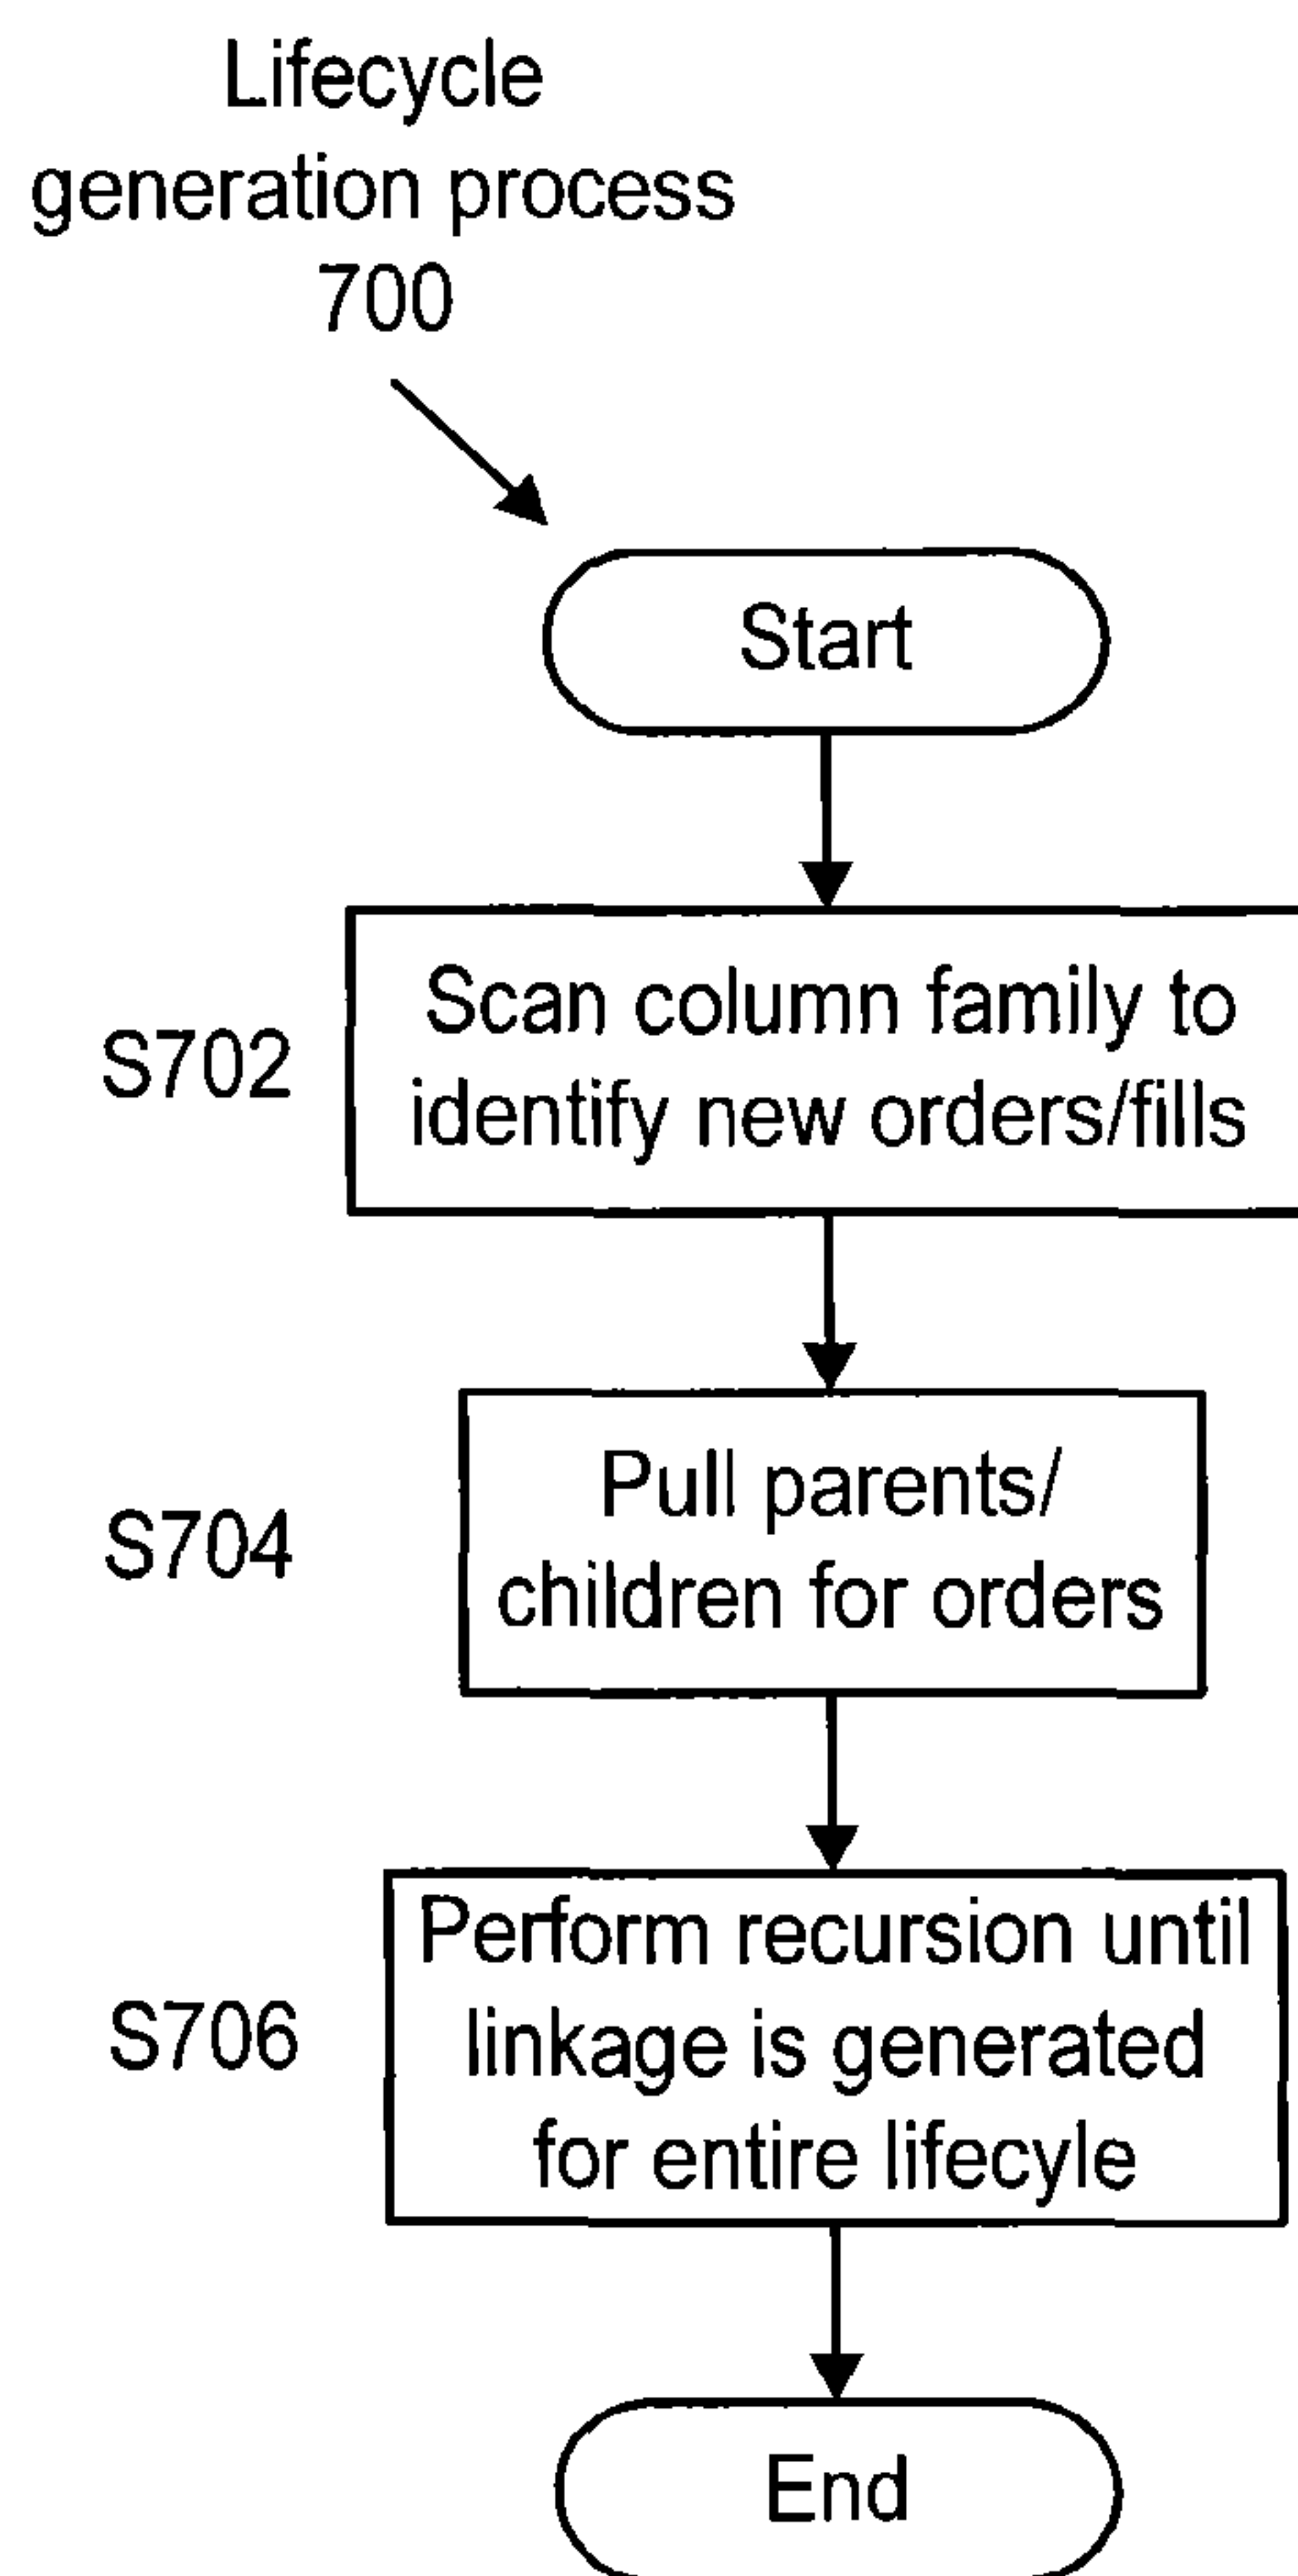 Lifecycle
generation process
700
Start
S702
Scan column family to
identify new orders/fills
S704
Pull parents/
children for orders
S706
Perform recursion until
linkage is generated
for entire lifecyle
End